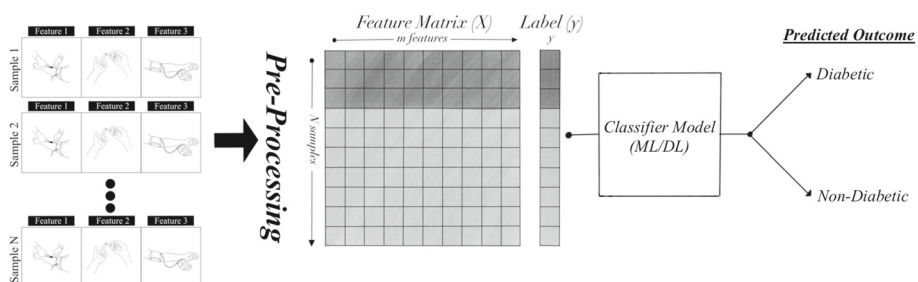 Feature 1 Feature 2 Feature 3
Sample 1
Feature 1 Feature 2 Feature 3
Sample 2
Feature 1 Feature 2 Feature 3
Sample N
Pre-Processing
Feature Matrix (X)
m features
N samples
Label (y)
y
Classifier Model
(ML/DL)
Predicted Outcome
Diabetic
Non-Diabetic